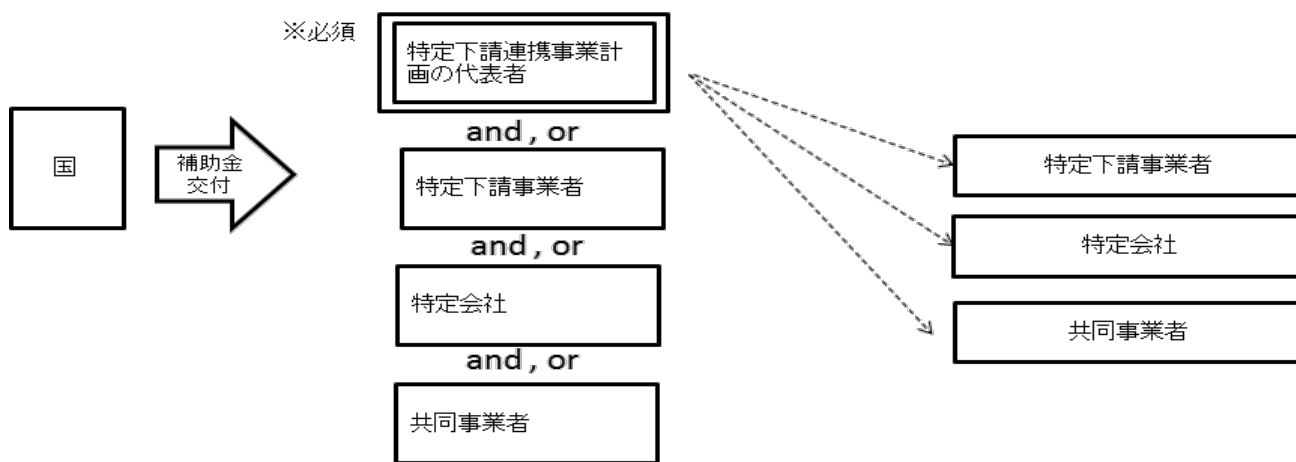 ※必須
特定下請連携事業計
画の代表者
and , or
国
補助金
交付
特定下請事業者
and , or
特定会社
and , or
共同事業者
特定下請事業者
特定会社
共同事業者